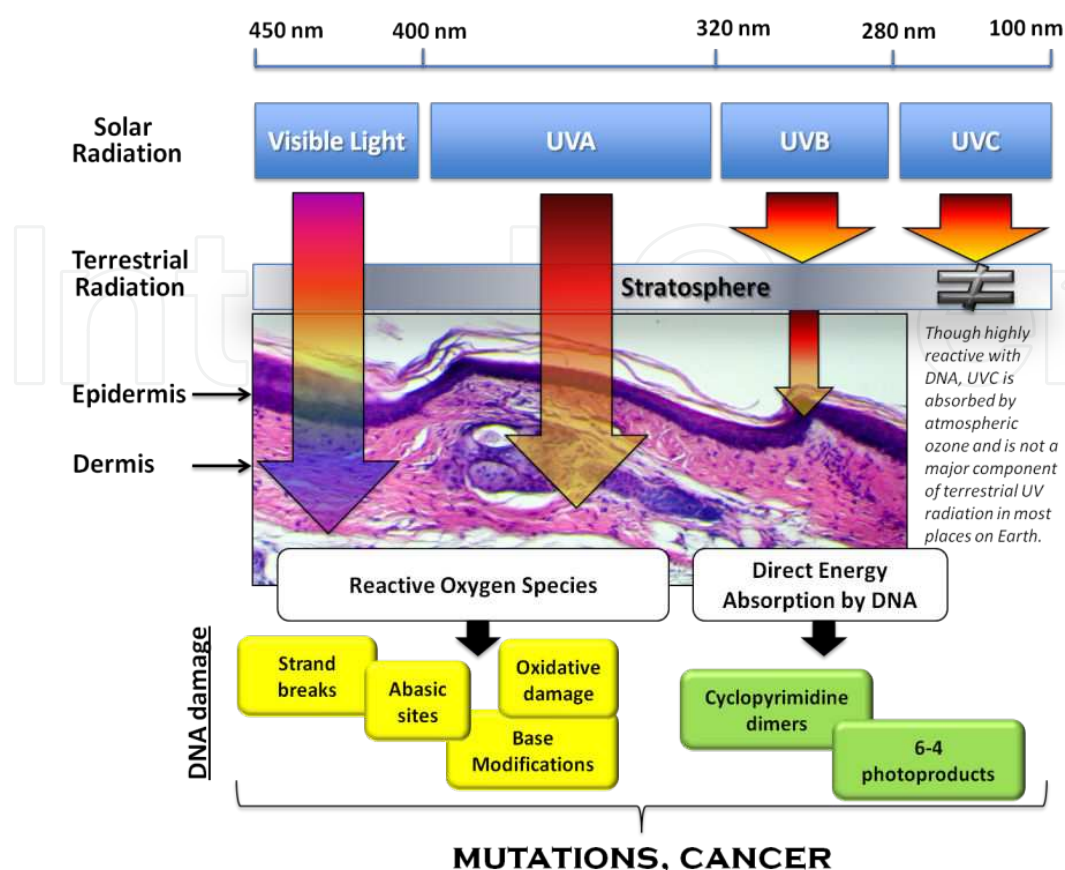 450 nm
400 nm
320 nm
280 nm
100 nm
Solar
Radiation
Visible Light
UVA
UVB
UVC
Terrestrial
Radiation
Stratosphere
Though highly
reactive with
DNA, UVC is
absorbed by
atmospheric
ozone and is not a
major component
of terrestrial UV
radiation in most
places on Earth.
Epidermis
Dermis
Reactive Oxygen Species
Direct Energy
Absorption by DNA
DNA damage
Strand
breaks
Abasic
sites
Oxidative
damage
Base
Modifications
Cyclopyrimidine
dimers
6-4
photoproducts
MUTATIONS, CANCER